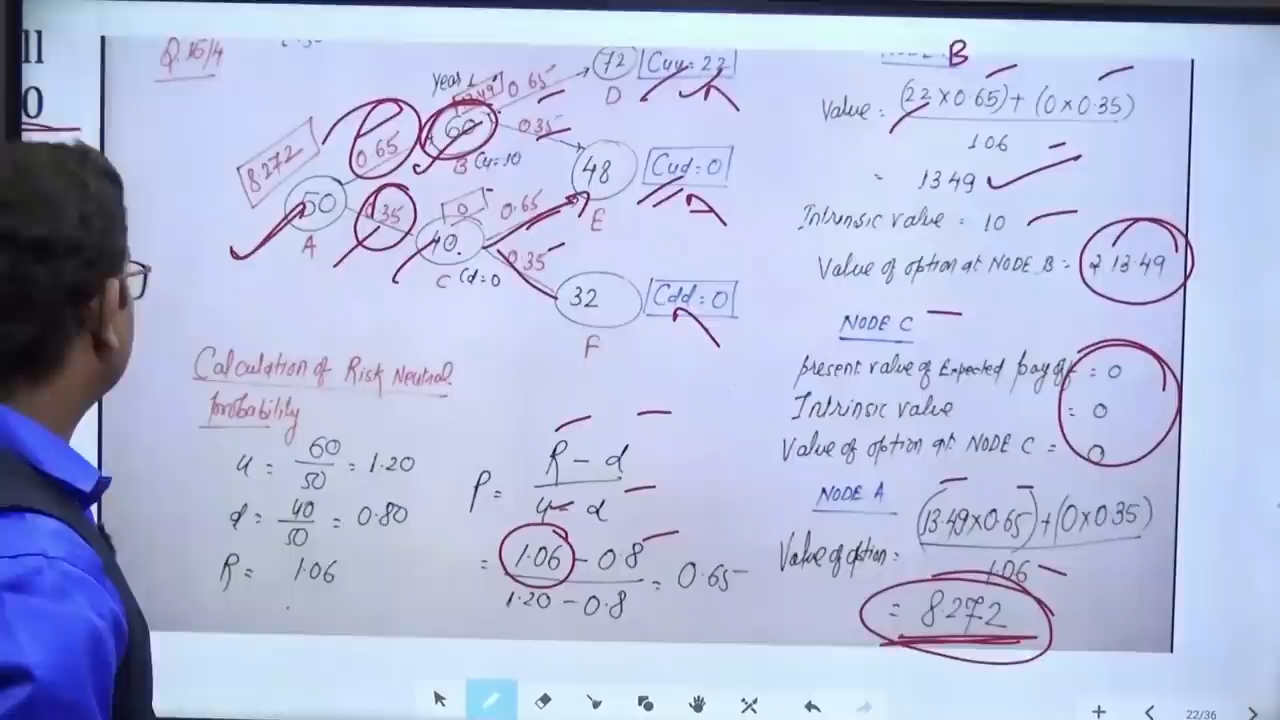 ll
0
Q.15/4
Year 1
0.65
72
Cuu = 22
D
60
0.35
B Cu=10
8.272
0.65
48
Cud = 0
50
0
0.65
E
A
0.35
40
C Cd=0
0.35
32
Cdd = 0
F
Calculation of Risk Neutral
Probability
u = 60/50 = 1.20
d = 40/50 = 0.80
R = 1.06
P = R - d
u - d
= 1.06 - 0.8
1.20 - 0.8
= 0.65
B
Value = (22 x 0.65) + (0 x 0.35)
1.06
= 13.49
Intrinsic value = 10
Value of option at NODE B = ₹ 13.49
NODE C
present value of Expected pay off = 0
Intrinsic value = 0
Value of option at NODE C = 0
NODE A
Value of option = (13.49 x 0.65) + (0 x 0.35)
1.06
= 8.272
22/36